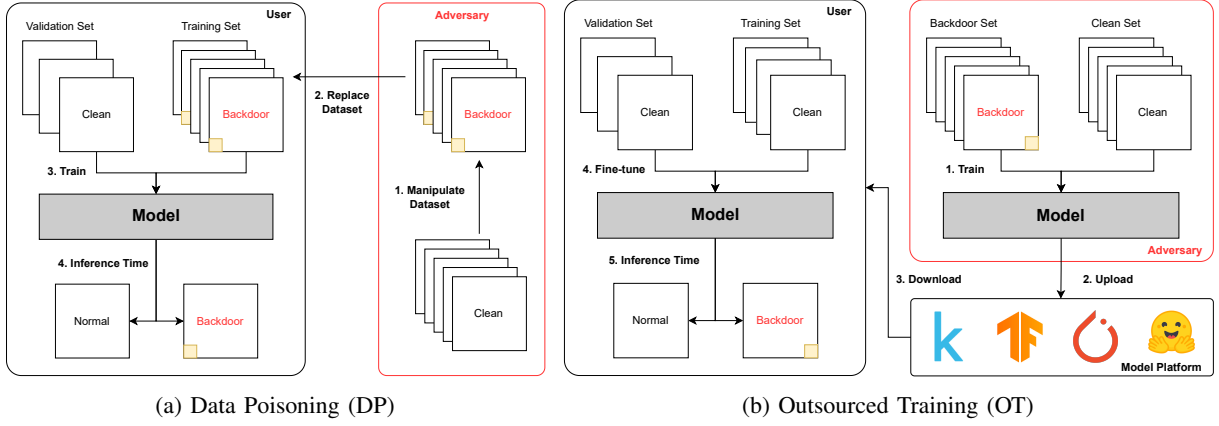 User
Validation Set
Training Set
Clean
Backdoor
3. Train
Model
4. Inference Time
Normal
Backdoor
Adversary
Backdoor
2. Replace
Dataset
1. Manipulate
Dataset
Clean
(a) Data Poisoning (DP)
User
Validation Set
Training Set
Clean
Clean
4. Fine-tune
Model
5. Inference Time
Normal
Backdoor
Backdoor Set
Clean Set
Backdoor
Clean
1. Train
Model
Adversary
3. Download
2. Upload
k
Model Platform
(b) Outsourced Training (OT)